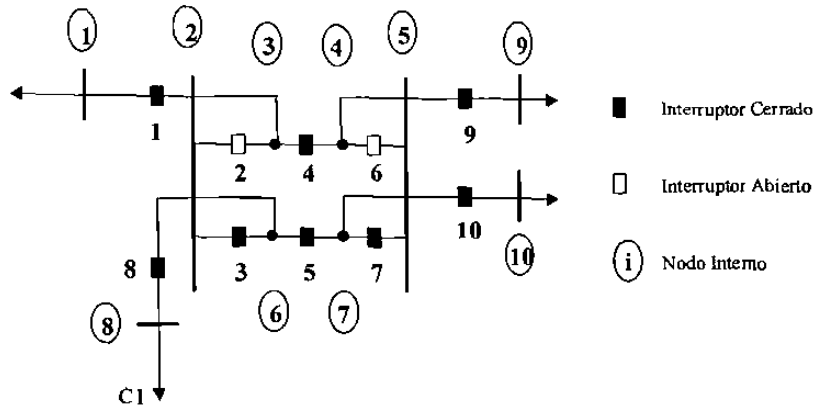 1 2 3 4 5 9
1 9
2 4 6
10
3 5 7
8
8 6 7 10
C1
Interruptor Cerrado
Interruptor Abierto
i Nodo Interno